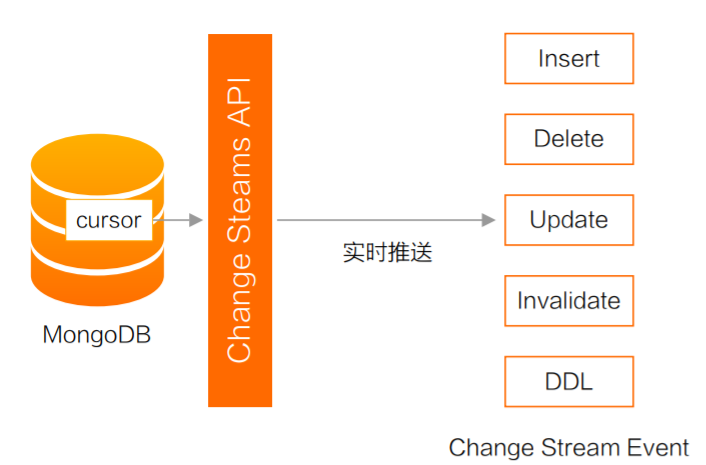 cursor
MongoDB
Change Steams API
实时推送
Insert
Delete
Update
Invalidate
DDL
Change Stream Event